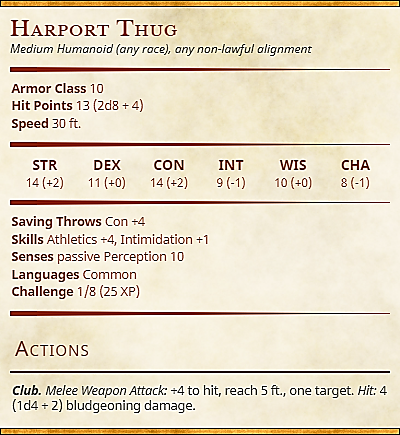 Harport Thug
Medium Humanoid (any race), any non-lawful alignment
Armor Class 10
Hit Points 13 (2d8 + 4)
Speed 30 ft.
STR DEX CON INT WIS CHA
14 (+2) 11 (+0) 14 (+2) 9 (-1) 10 (+0) 8 (-1)
Saving Throws Con +4
Skills Athletics +4, Intimidation +1
Senses passive Perception 10
Languages Common
Challenge 1/8 (25 XP)
Actions
Club. Melee Weapon Attack: +4 to hit, reach 5 ft., one target. Hit: 4
(1d4 + 2) bludgeoning damage.